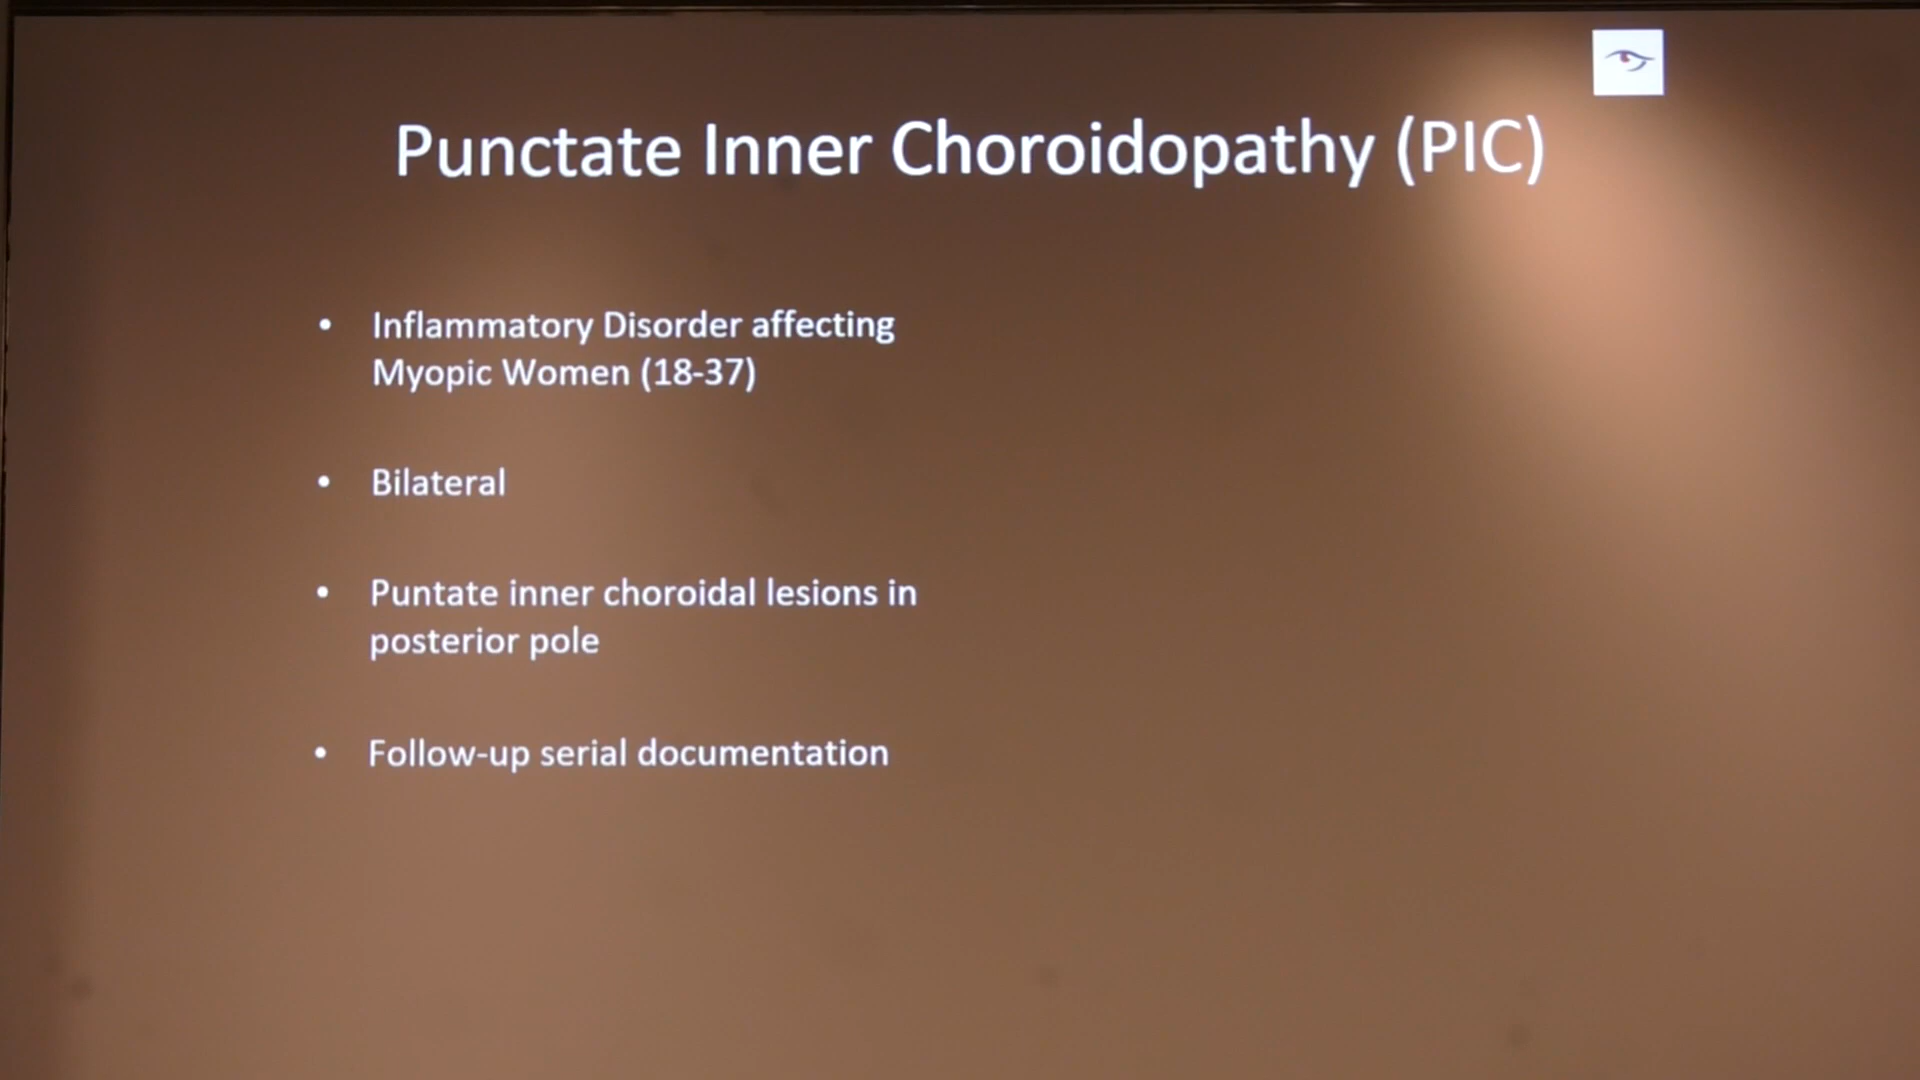 Punctate Inner Choroidopathy (PIC)
• Inflammatory Disorder affecting
Myopic Women (18-37)
• Bilateral
• Puntate inner choroidal lesions in
posterior pole
• Follow-up serial documentation